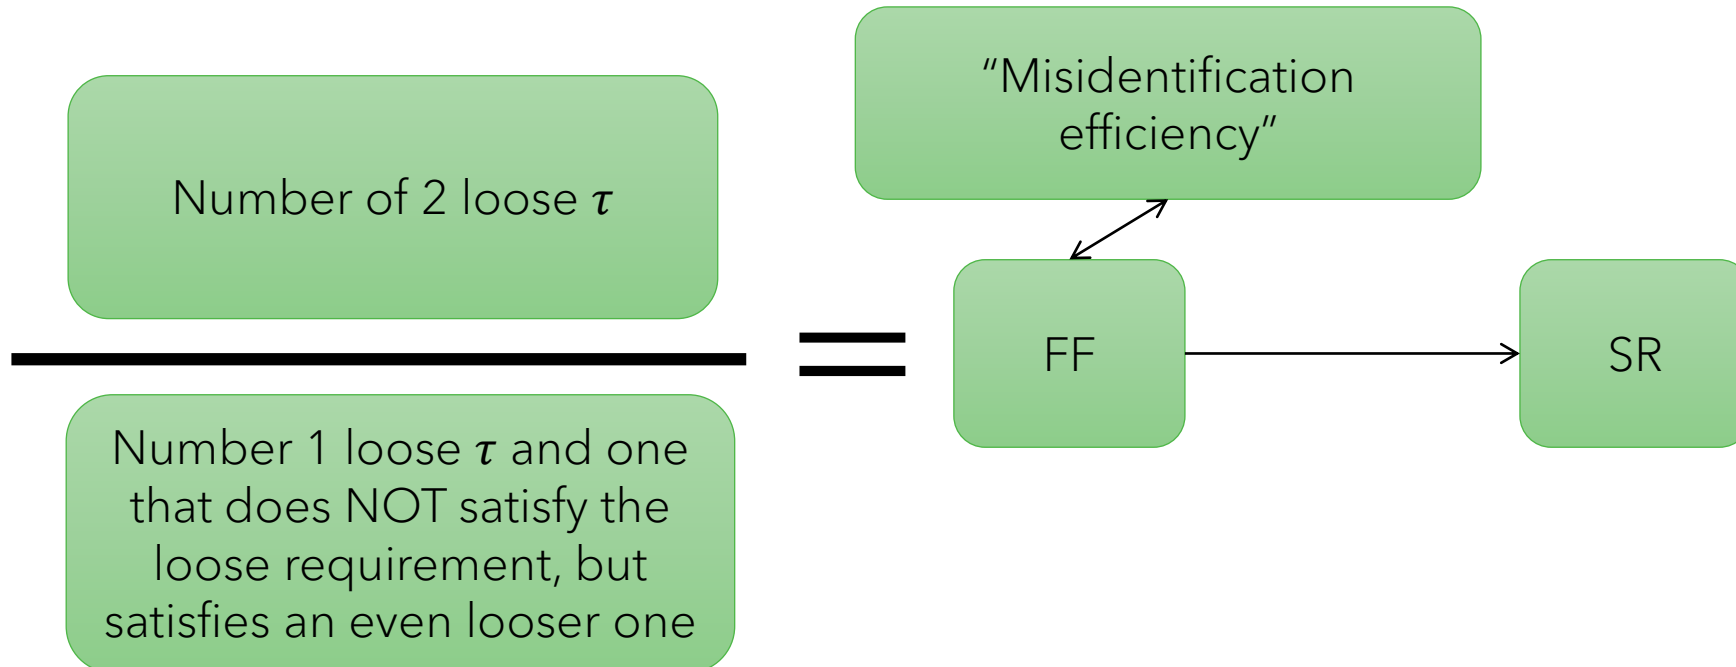 Number of 2 loose τ
Number 1 loose τ and one
that does NOT satisfy the
loose requirement, but
satisfies an even looser one
“Misidentification
efficiency”
FF
SR